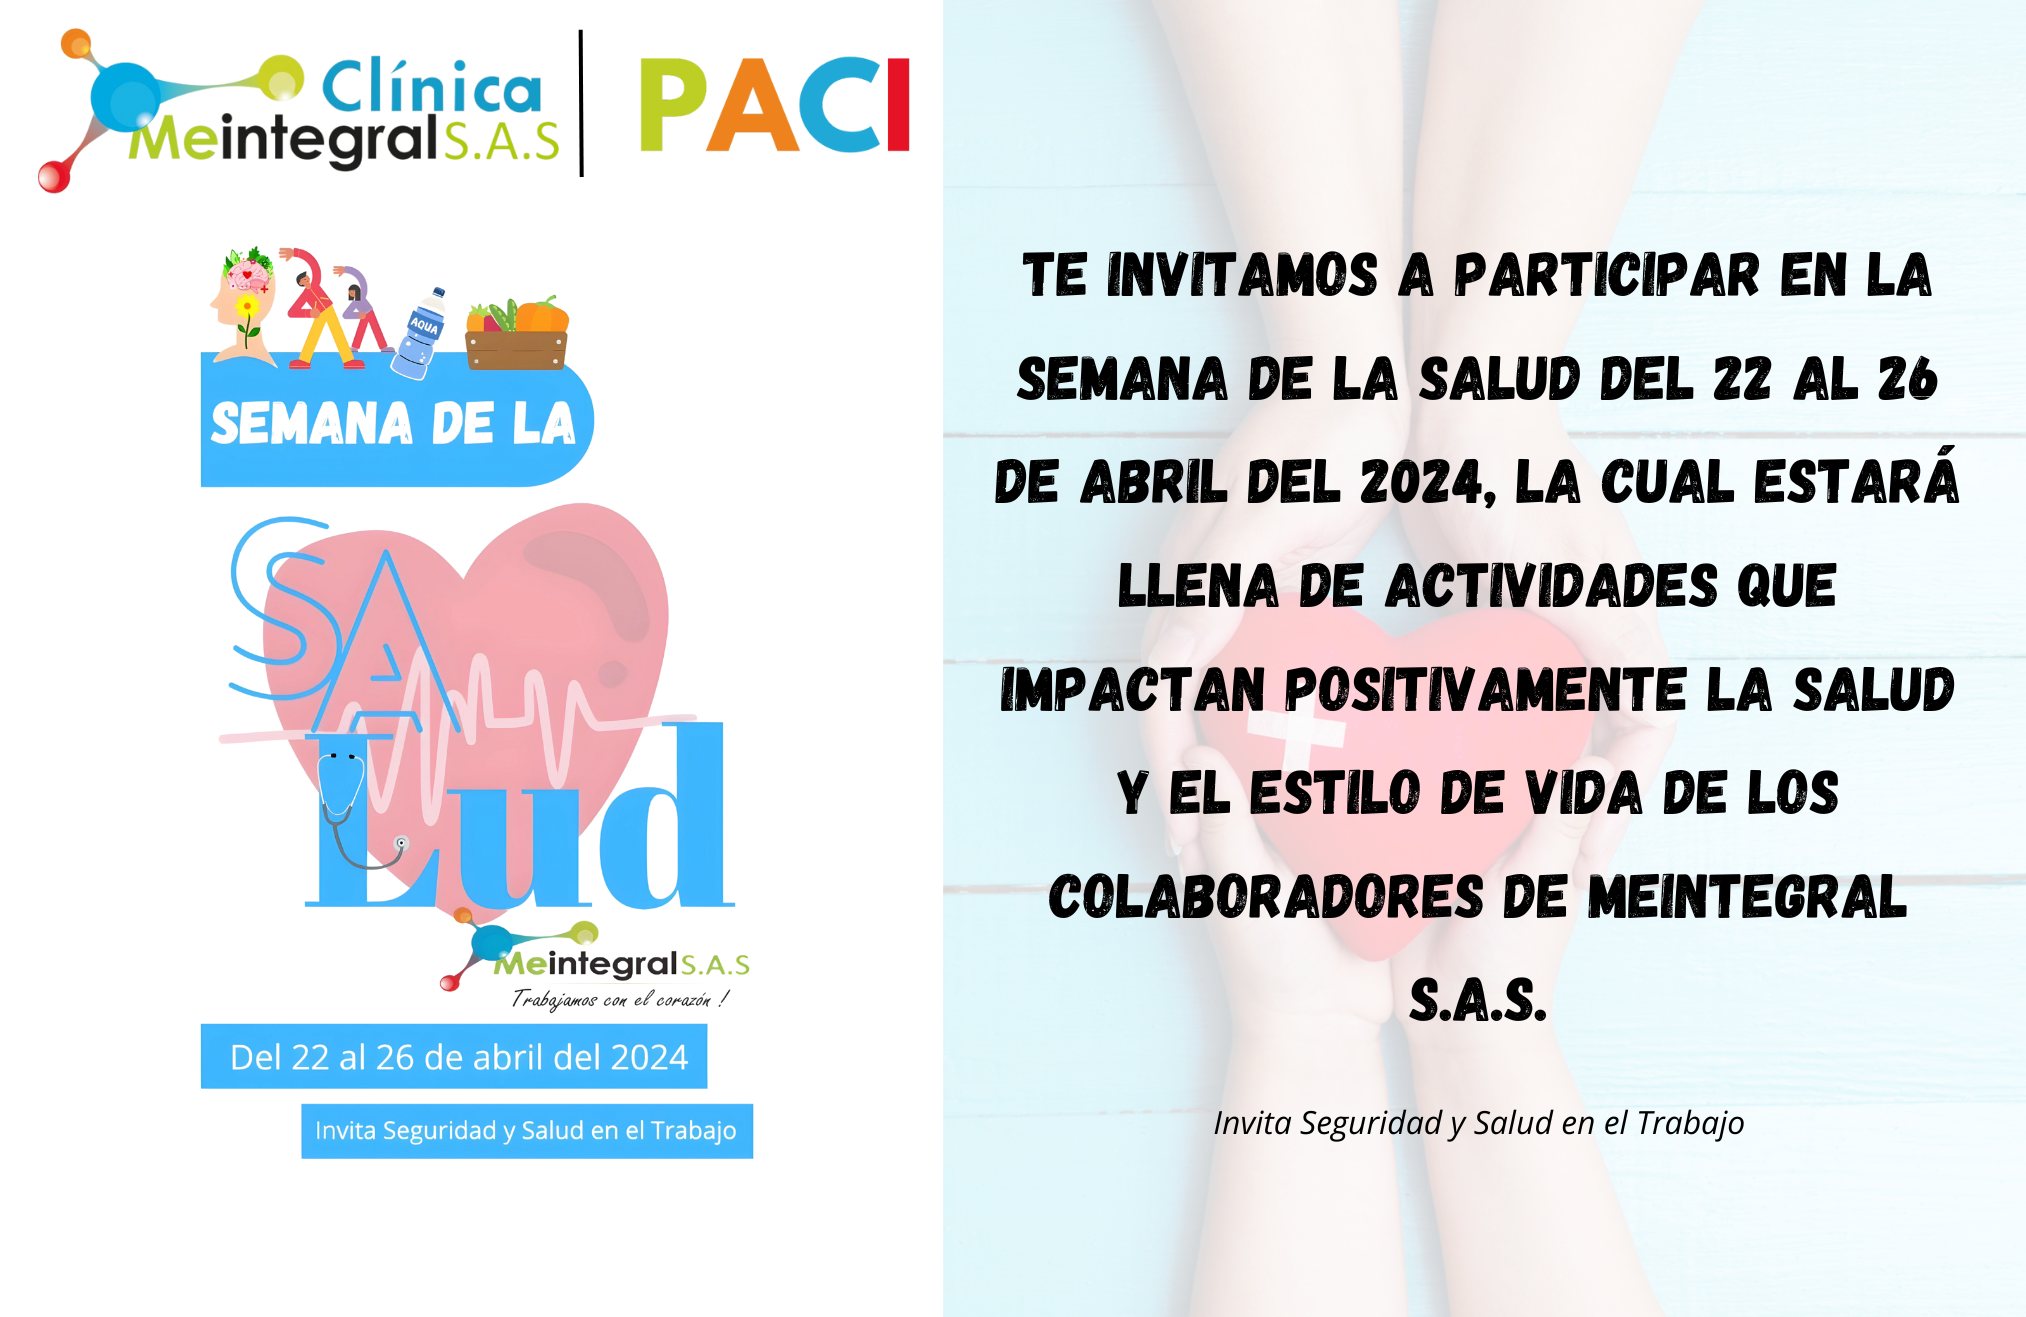 Clínica
Meintegral S.A.S
PACI
AQUA
SEMANA DE LA
SALud
Meintegral S.A.S
Trabajamos con el corazón !
Del 22 al 26 de abril del 2024
Invita Seguridad y Salud en el Trabajo
TE INVITAMOS A PARTICIPAR EN LA
SEMANA DE LA SALUD DEL 22 AL 26
DE ABRIL DEL 2024, LA CUAL ESTARÁ
LLENA DE ACTIVIDADES QUE
IMPACTAN POSITIVAMENTE LA SALUD
Y EL ESTILO DE VIDA DE LOS
COLABORADORES DE MEINTEGRAL
S.A.S.
Invita Seguridad y Salud en el Trabajo